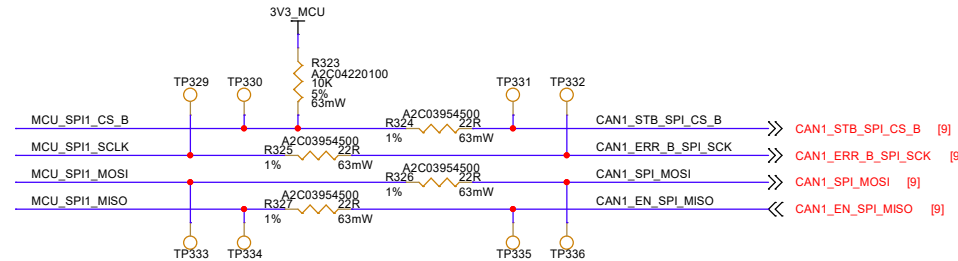 3V3_MCU
R323
A2C04220100
10K
5%
63mW
TP329
TP330
TP331
TP332
MCU_SPI1_CS_B
A2C03954500
R324
22R
1%
63mW
CAN1_STB_SPI_CS_B
CAN1_STB_SPI_CS_B [9]
MCU_SPI1_SCLK
A2C03954500
R325
22R
1%
63mW
CAN1_ERR_B_SPI_SCK
CAN1_ERR_B_SPI_SCK [9
MCU_SPI1_MOSI
A2C03954500
R326
22R
1%
63mW
CAN1_SPI_MOSI
CAN1_SPI_MOSI [9]
MCU_SPI1_MISO
A2C03954500
R327
22R
1%
63mW
CAN1_EN_SPI_MISO
CAN1_EN_SPI_MISO [9]
TP333
TP334
TP335
TP336